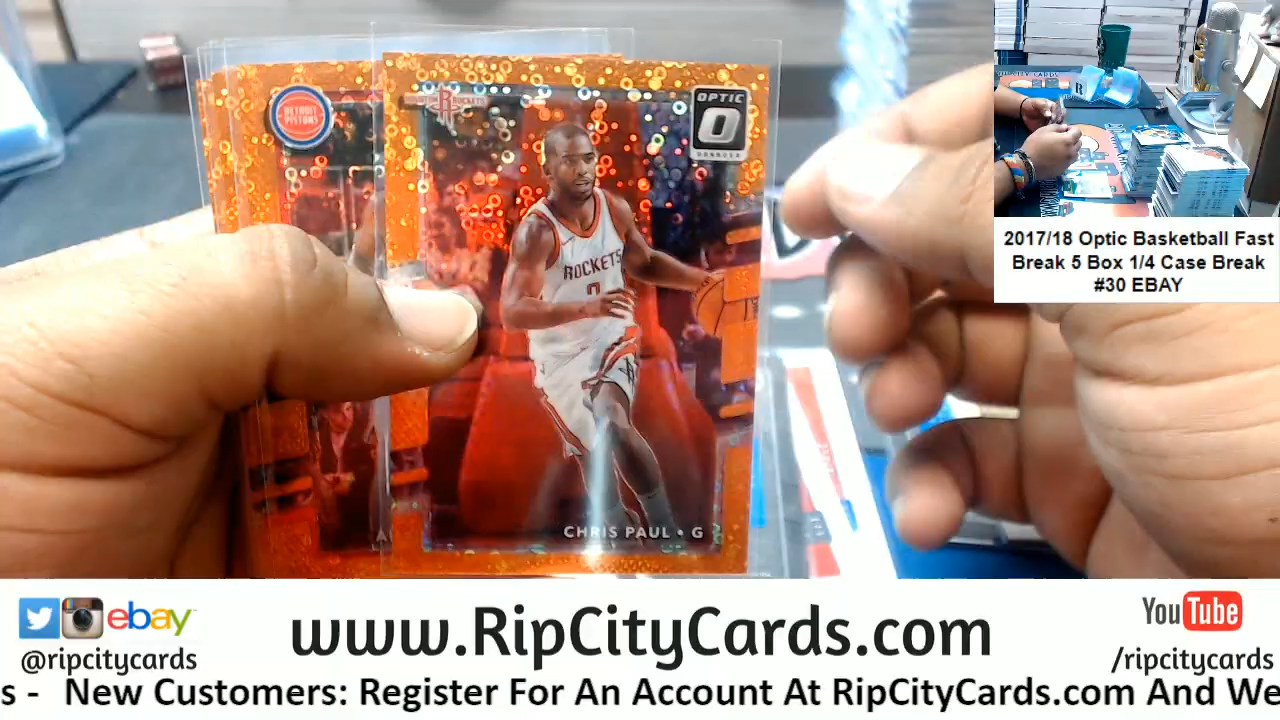 DETROIT
PISTONS
ROCKETS
OPTIC
O
DONRUSS
ROCKETS
CHRIS PAUL • G
2017/18 Optic Basketball Fast
Break 5 Box 1/4 Case Break
#30 EBAY
ebay
@ripcitycards
www.RipCityCards.com
YouTube
/ripcitycards
s - New Customers: Register For An Account At RipCityCards.com And We